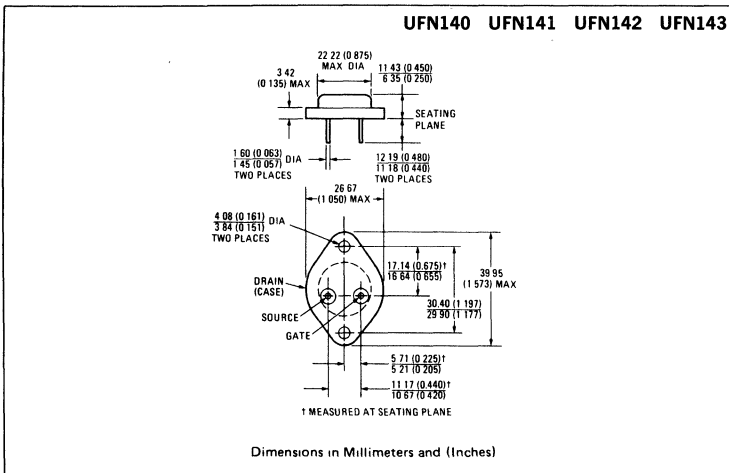 UFN140 UFN141 UFN142 UFN143
22 22 (0 875)
MAX DIA
3 42
(0 135) MAX
11 43 (0 450)
6 35 (0 250)
SEATING
PLANE
1 60 (0 063)
1 45 (0 057)
DIA
TWO PLACES
12 19 (0 480)
11 18 (0 440)
TWO PLACES
26 67
(1 050) MAX
4 08 (0 161)
3 84 (0 151)
DIA
TWO PLACES
17.14 (0.675)†
16 64 (0 655)
39 95
(1 573) MAX
DRAIN
(CASE)
30.40 (1 197)
29 90 (1 177)
SOURCE
GATE
5 71 (0 225)†
5 21 (0 205)
11 17 (0.440)†
10 67 (0 420)
† MEASURED AT SEATING PLANE
Dimensions in Millimeters and (Inches)